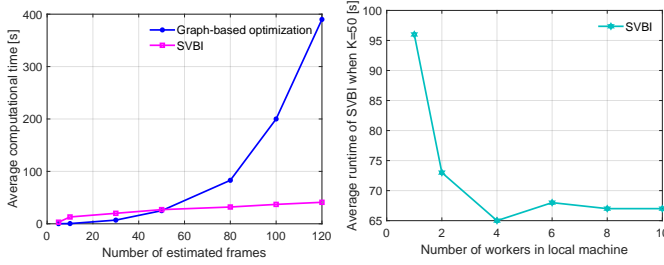 Graph-based optimization
SVBI
Average computational time [s]
400
300
200
100
0
0 20 40 60 80 100 120
Number of estimated frames
SVBI
Average runtime of SVBI when K=50 [s]
100
95
90
85
80
75
70
65
0 2 4 6 8 10
Number of workers in local machine